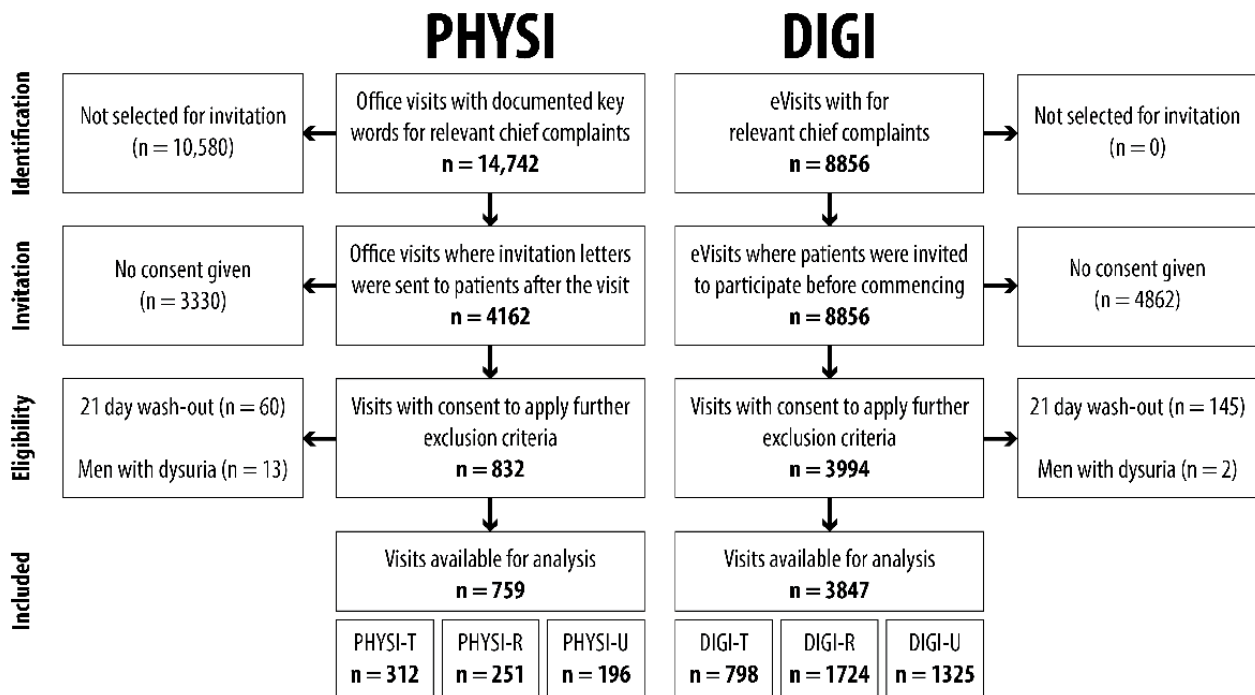 PHYSI
DIGI
Identification
Not selected for invitation
(n = 10,580)
Office visits with documented key
words for relevant chief complaints
n = 14,742
eVisits with for
relevant chief complaints
n = 8856
Not selected for invitation
(n = 0)
Invitation
No consent given
(n = 3330)
Office visits where invitation letters
were sent to patients after the visit
n = 4162
eVisits where patients were invited
to participate before commencing
n = 8856
No consent given
(n = 4862)
Eligibility
21 day wash-out (n = 60)
Men with dysuria (n = 13)
Visits with consent to apply further
exclusion criteria
n = 832
Visits with consent to apply further
exclusion criteria
n = 3994
21 day wash-out (n = 145)
Men with dysuria (n = 2)
Included
Visits available for analysis
n = 759
Visits available for analysis
n = 3847
PHYSI-T
n = 312
PHYSI-R
n = 251
PHYSI-U
n = 196
DIGI-T
n = 798
DIGI-R
n = 1724
DIGI-U
n = 1325